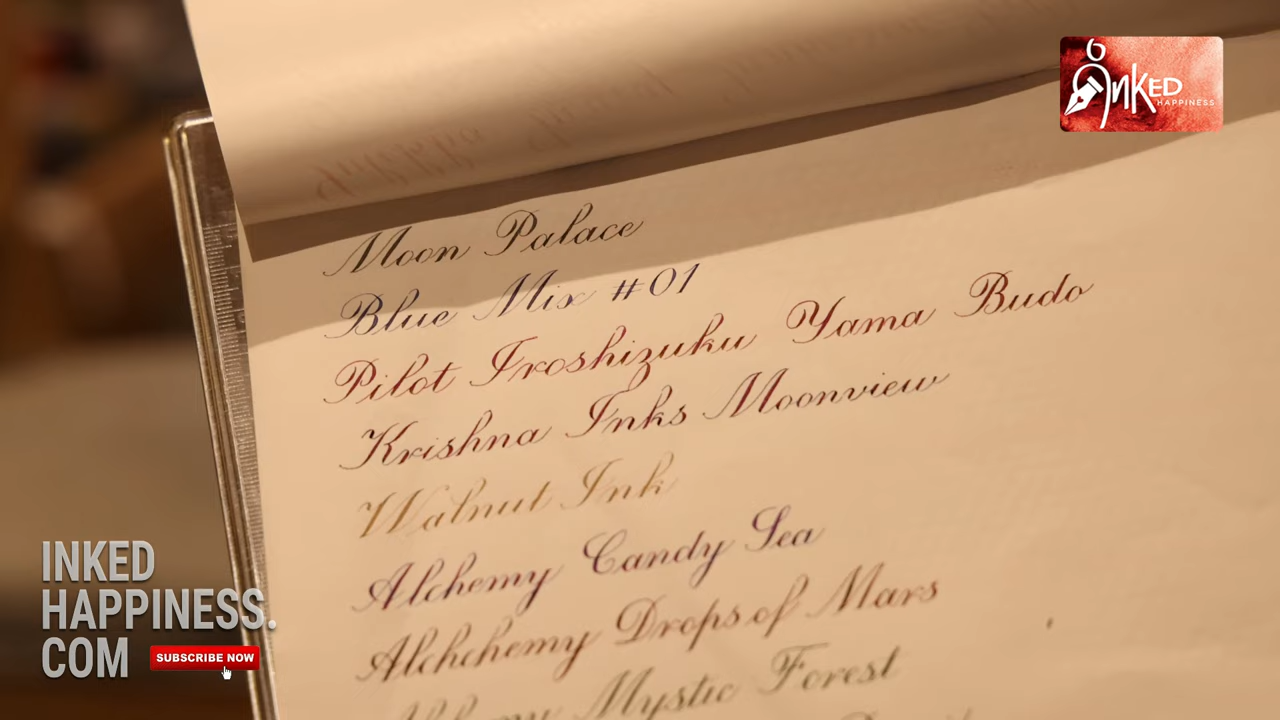 Inked
HAPPINESS
Moon Palace
Blue Mix #01
Pilot Iroshizuku Yama Budo
Krishna Inks Moonview
Walnut Ink
Alchemy Candy Sea
Alchchemy Drops of Mars
Alchemy Mystic Forest
INKED
HAPPINESS.
COM
SUBSCRIBE NOW